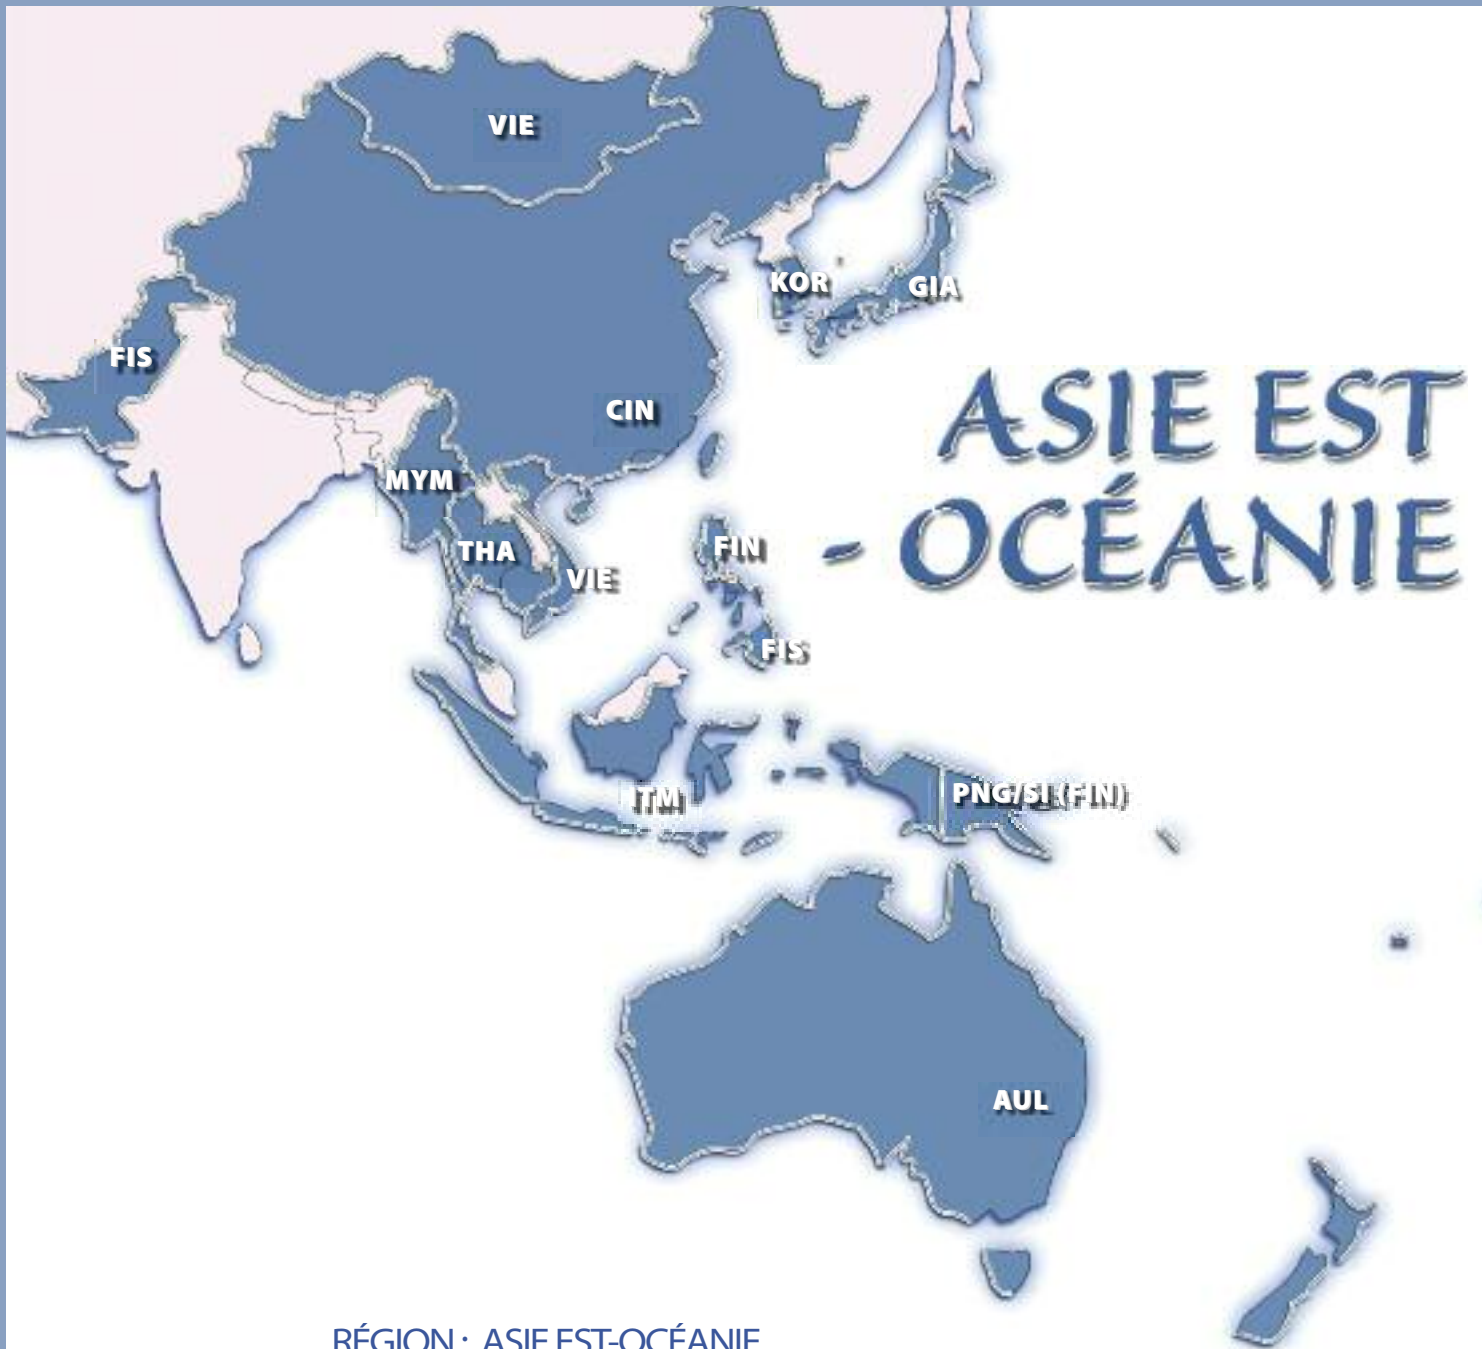 VIE
KOR
GIA
FIS
ASIE EST
CIN
MYM
- OCÉANIE
FIN
THA
VIE
FIS
ITM
PNG/SI (FIN)
AUL
RÉGION : ASIE EST-OCÉANIE